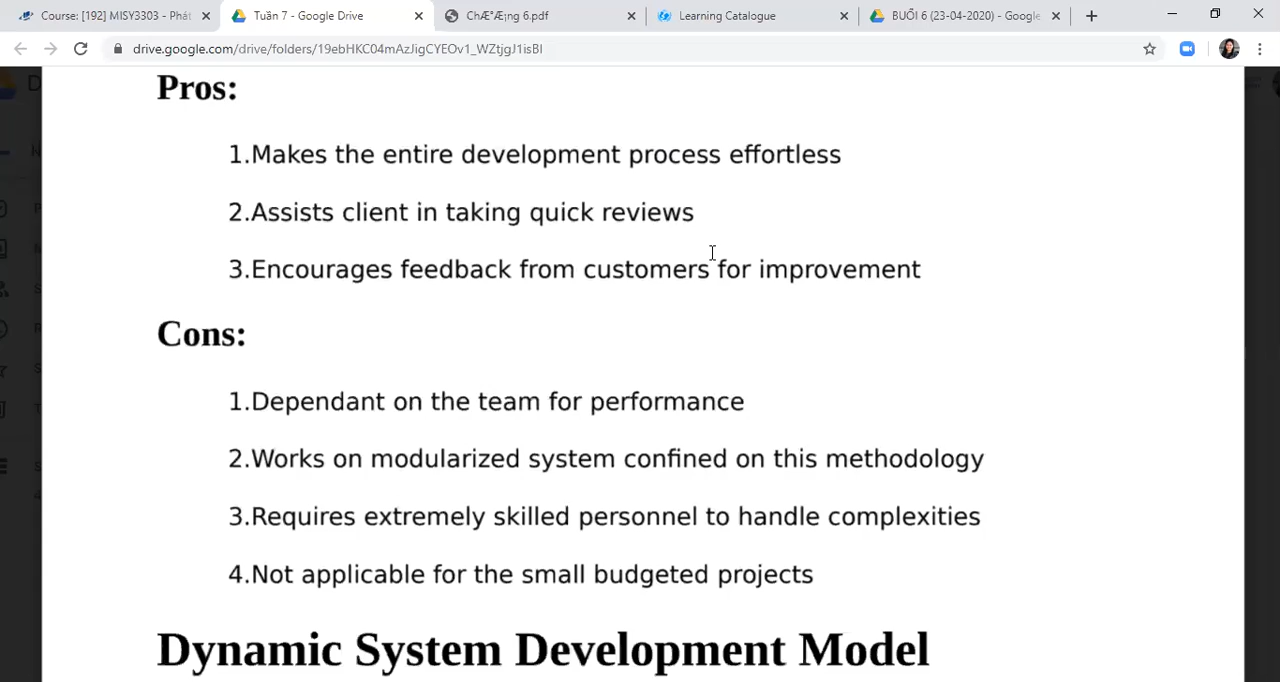 Course: [192] MISY3303 - Phát
Tuần 7 - Google Drive
ChÆ°Æ¡ng 6.pdf
Learning Catalogue
BUỔI 6 (23-04-2020) - Google
drive.google.com/drive/folders/19ebHKC04mAzJigCYEOv1_WZtjgJ1isBI
Pros:
1.Makes the entire development process effortless
2.Assists client in taking quick reviews
3.Encourages feedback from customers for improvement
Cons:
1.Dependant on the team for performance
2.Works on modularized system confined on this methodology
3.Requires extremely skilled personnel to handle complexities
4.Not applicable for the small budgeted projects
Dynamic System Development Model